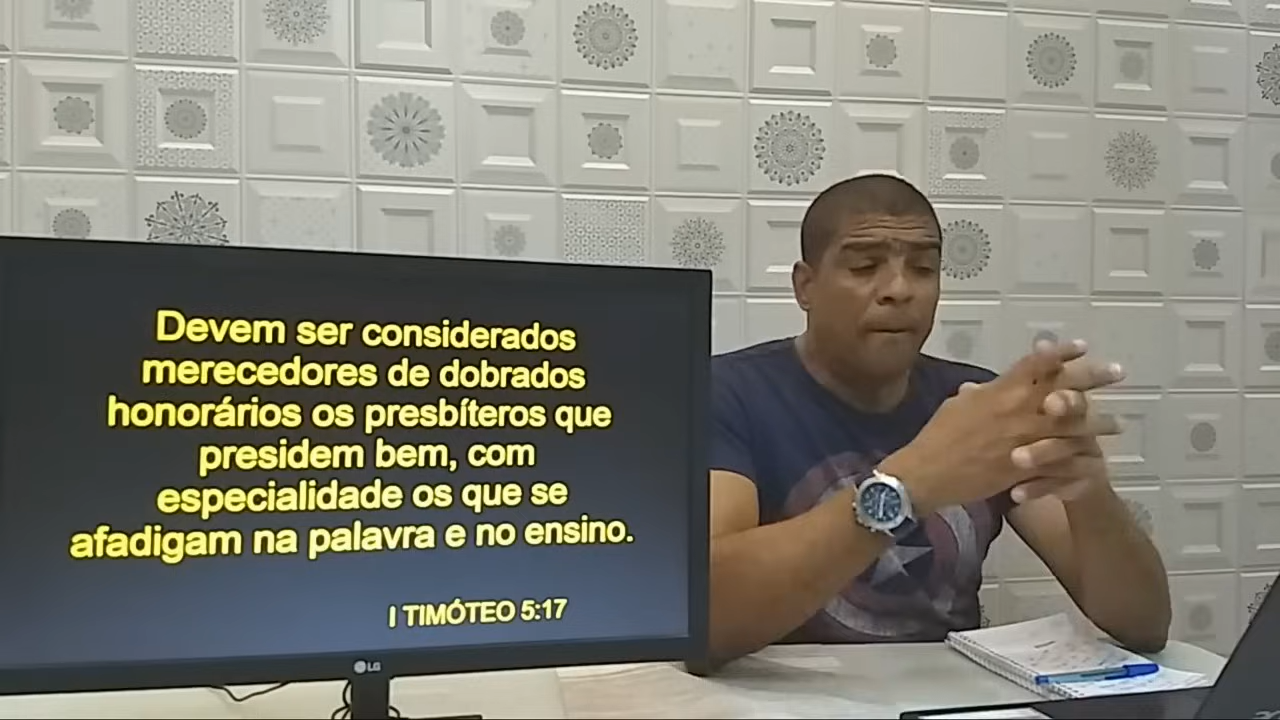 Devem ser considerados
merecedores de dobrados
honorários os presbíteros que
presidem bem, com
especialidade os que se
afadigam na palavra e no ensino.
I TIMÓTEO 5:17
LG